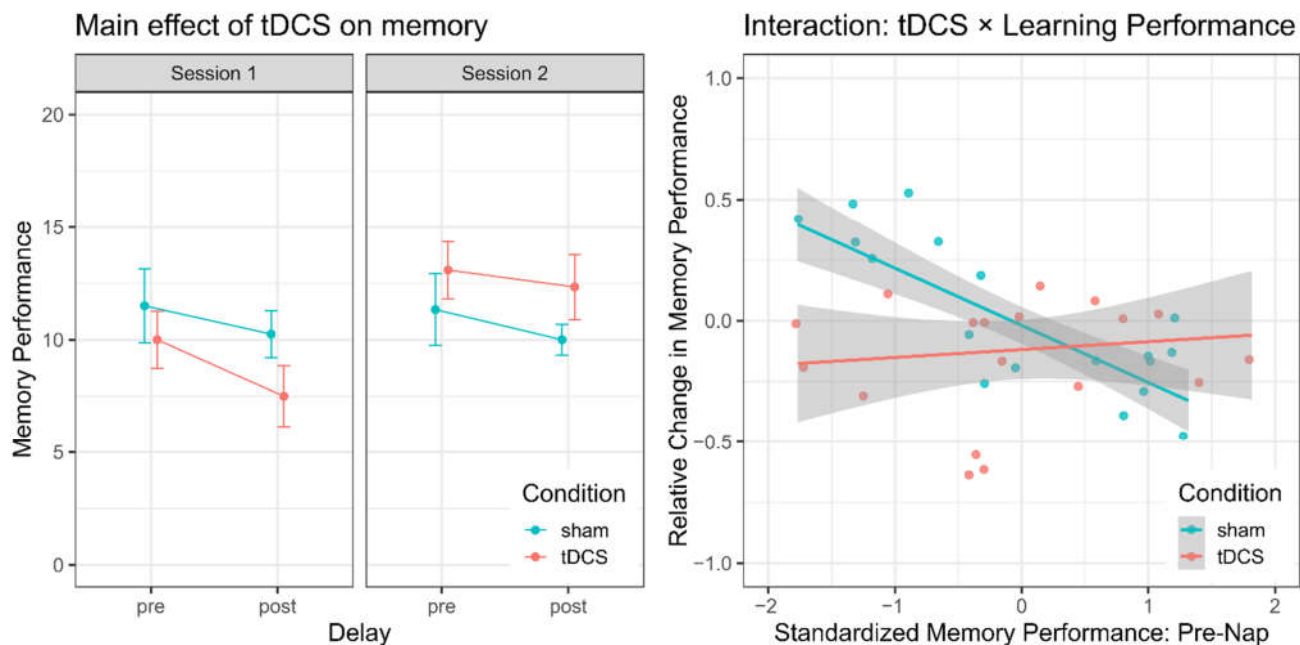 Main effect of tDCS on memory
Session 1
Session 2
Memory Performance
20
15
10
5
0
Condition
sham
tDCS
pre
post
pre
post
Delay
Interaction: tDCS × Learning Performance
Relative Change in Memory Performance
1.0
0.5
0.0
−0.5
−1.0
Condition
sham
tDCS
−2
−1
0
1
2
Standardized Memory Performance: Pre-Nap